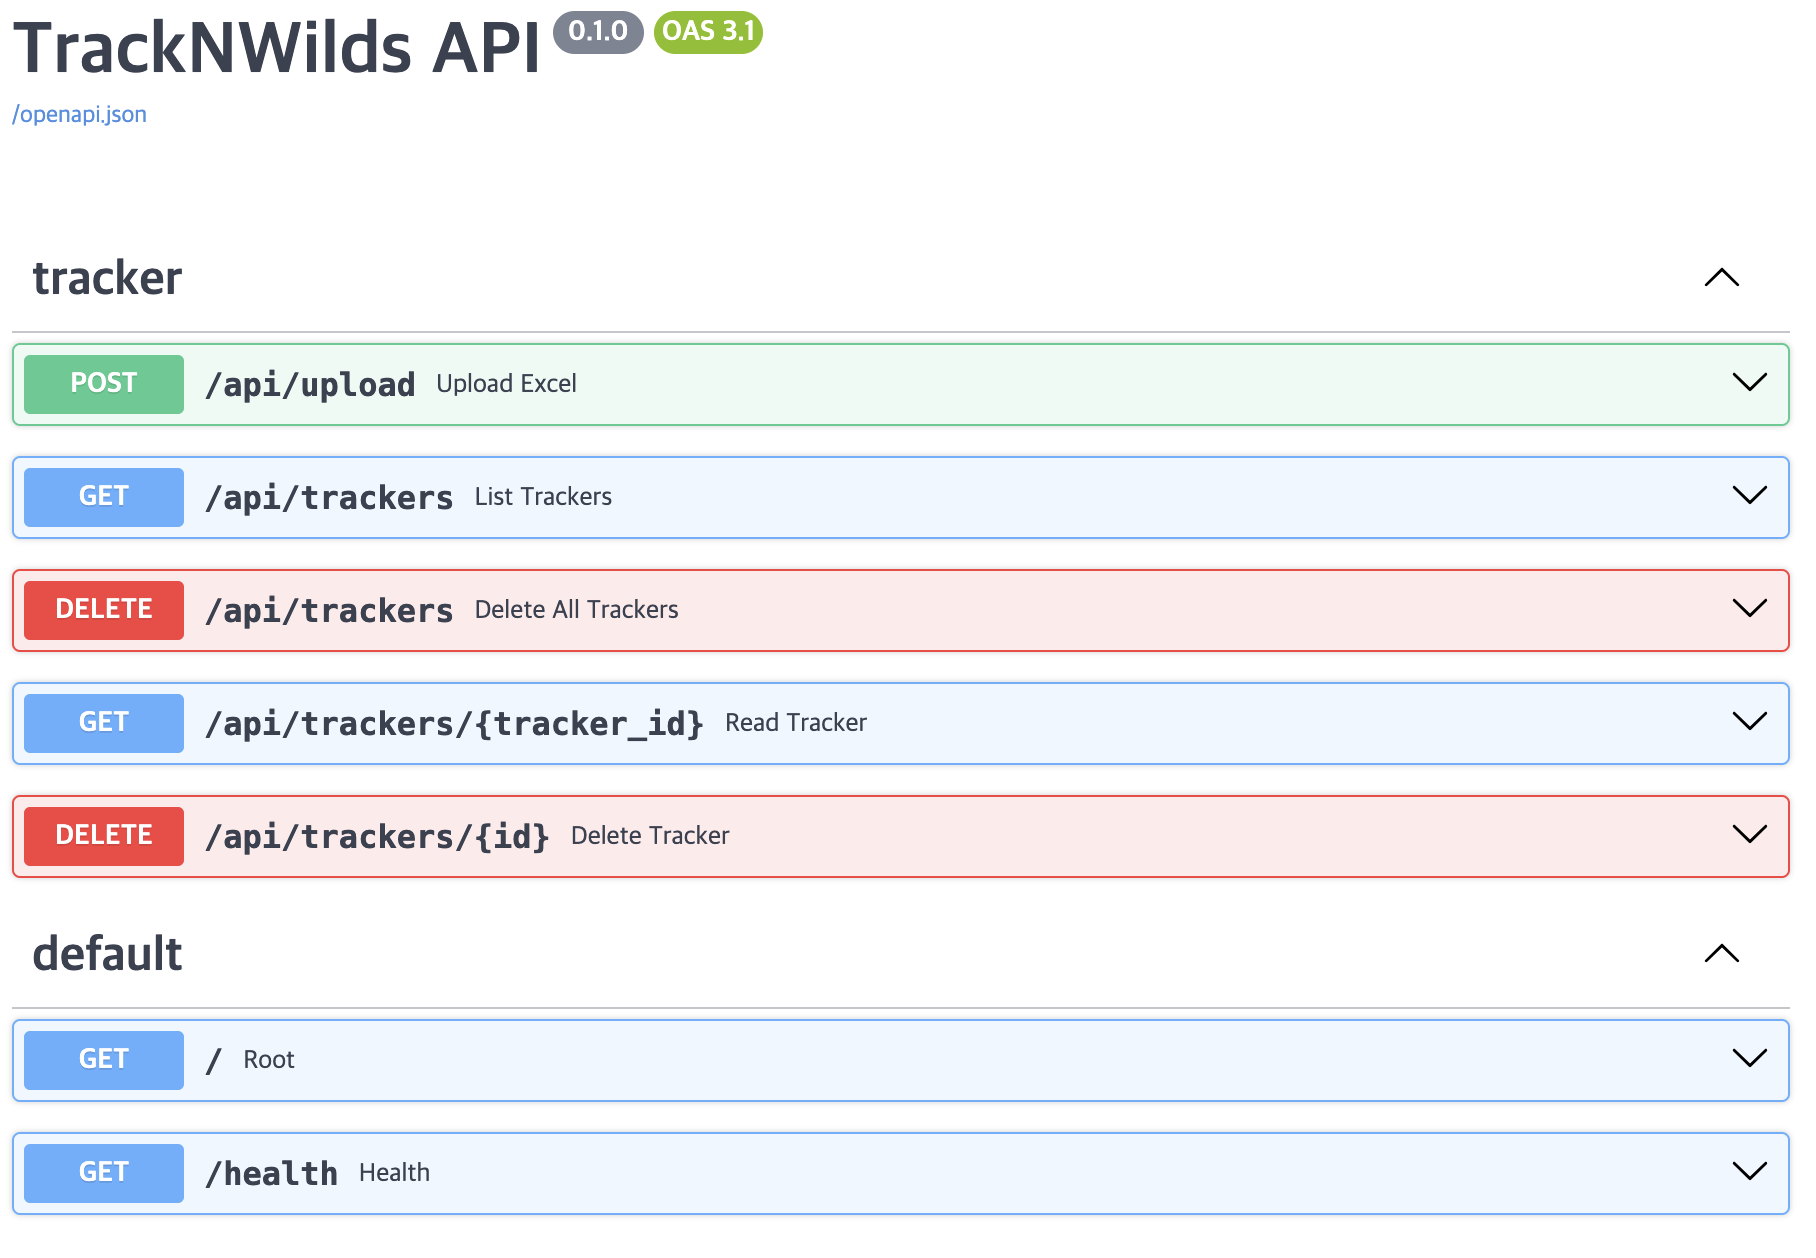 TrackNWilds API 0.1.0 OAS 3.1
/openapi.json
tracker
POST /api/upload Upload Excel
GET /api/trackers List Trackers
DELETE /api/trackers Delete All Trackers
GET /api/trackers/{tracker_id} Read Tracker
DELETE /api/trackers/{id} Delete Tracker
default
GET / Root
GET /health Health